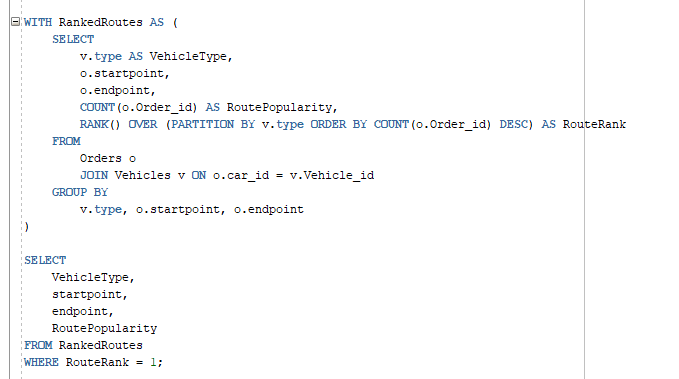 WITH RankedRoutes AS (
    SELECT
        v.type AS VehicleType,
        o.startpoint,
        o.endpoint,
        COUNT(o.Order_id) AS RoutePopularity,
        RANK() OVER (PARTITION BY v.type ORDER BY COUNT(o.Order_id) DESC) AS RouteRank
    FROM
        Orders o
        JOIN Vehicles v ON o.car_id = v.Vehicle_id
    GROUP BY
        v.type, o.startpoint, o.endpoint
)

SELECT
    VehicleType,
    startpoint,
    endpoint,
    RoutePopularity
FROM RankedRoutes
WHERE RouteRank = 1;